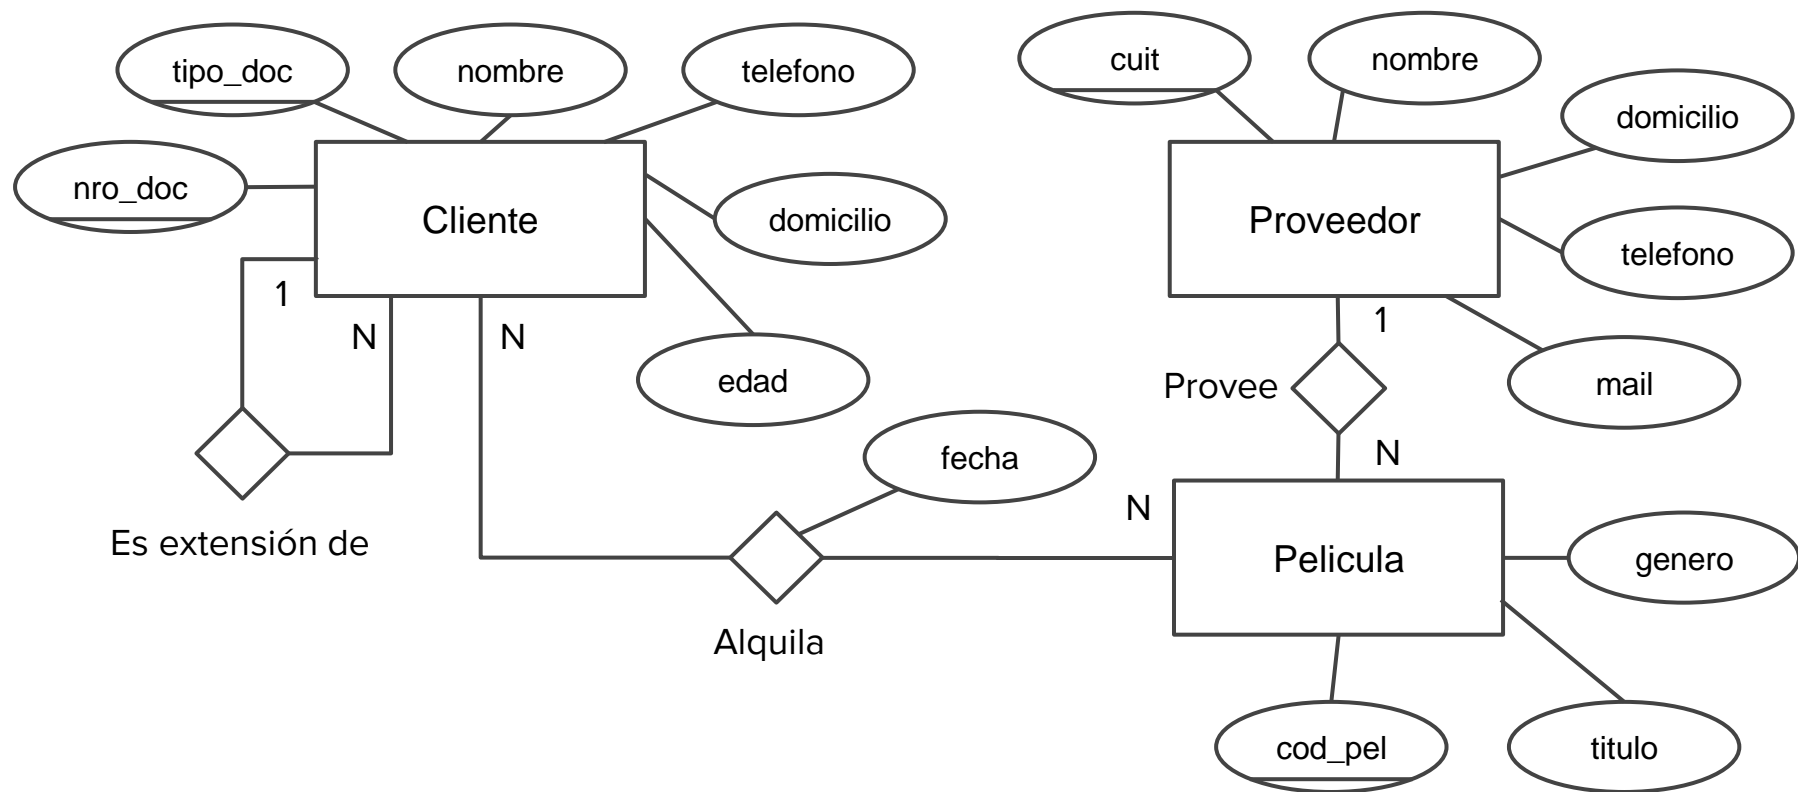 tipo_doc
nombre
telefono
cuit
nombre
domicilio
nro_doc
Cliente
domicilio
Proveedor
telefono
1
N
N
edad
1
Provee
mail
fecha
N
N
Es extensión de
Pelicula
genero
Alquila
cod_pel
titulo